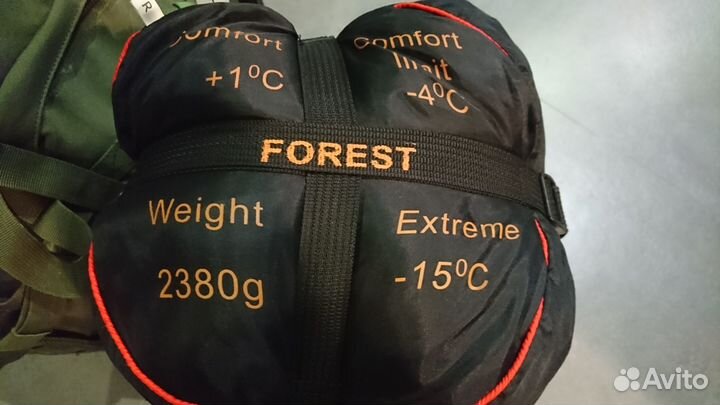 R
Comfort
+1⁰C
Comfort
limit
-4⁰C
FOREST
Weight
2380g
Extreme
-15⁰C
Avito